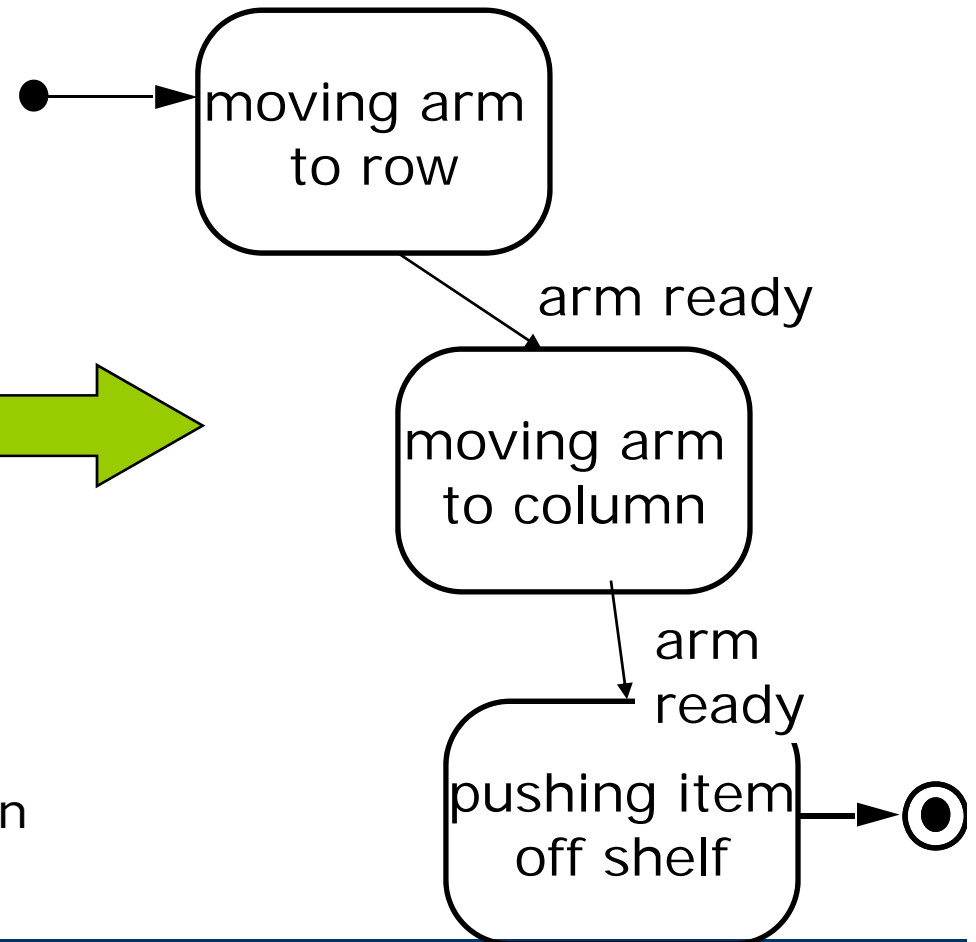 moving arm
to row
arm ready
moving arm
to column
arm
ready
pushing item
off shelf
n